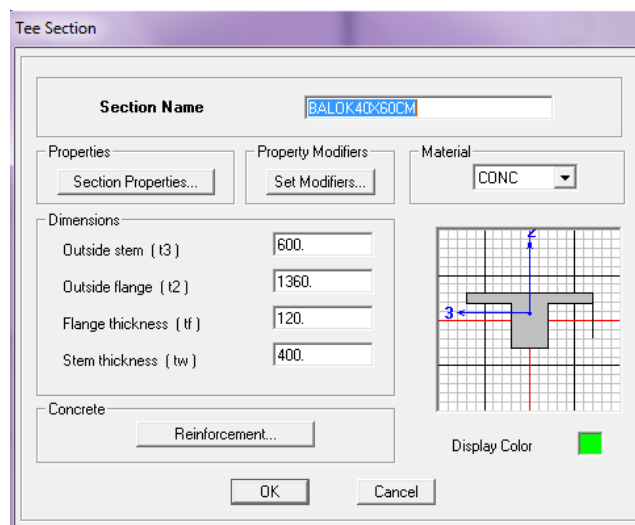 Tee Section
Section Name BALOK40X60CM
Properties Property Modifiers Material
Section Properties... Set Modifiers... CONC
Dimensions
Outside stem ( t3 ) 600.
Outside flange ( t2 ) 1360.
Flange thickness ( tf ) 120.
Stem thickness ( tw ) 400.
2
3
Concrete
Reinforcement...
Display Color
OK Cancel